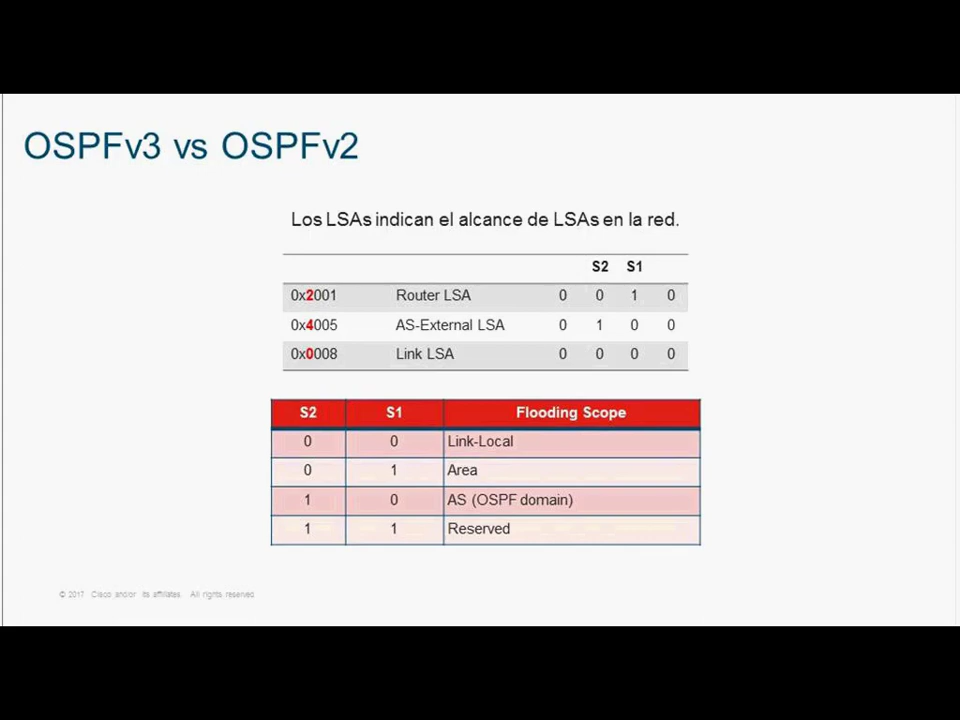 OSPFv3 vs OSPFv2
Los LSAs indican el alcance de LSAs en la red.
S2 S1
0x2001 Router LSA 0 0 1 0
0x4005 AS-External LSA 0 1 0 0
0x0008 Link LSA 0 0 0 0
S2 S1 Flooding Scope
0 0 Link-Local
0 1 Area
1 0 AS (OSPF domain)
1 1 Reserved
© 2017 Cisco and/or its affiliates. All rights reserved.